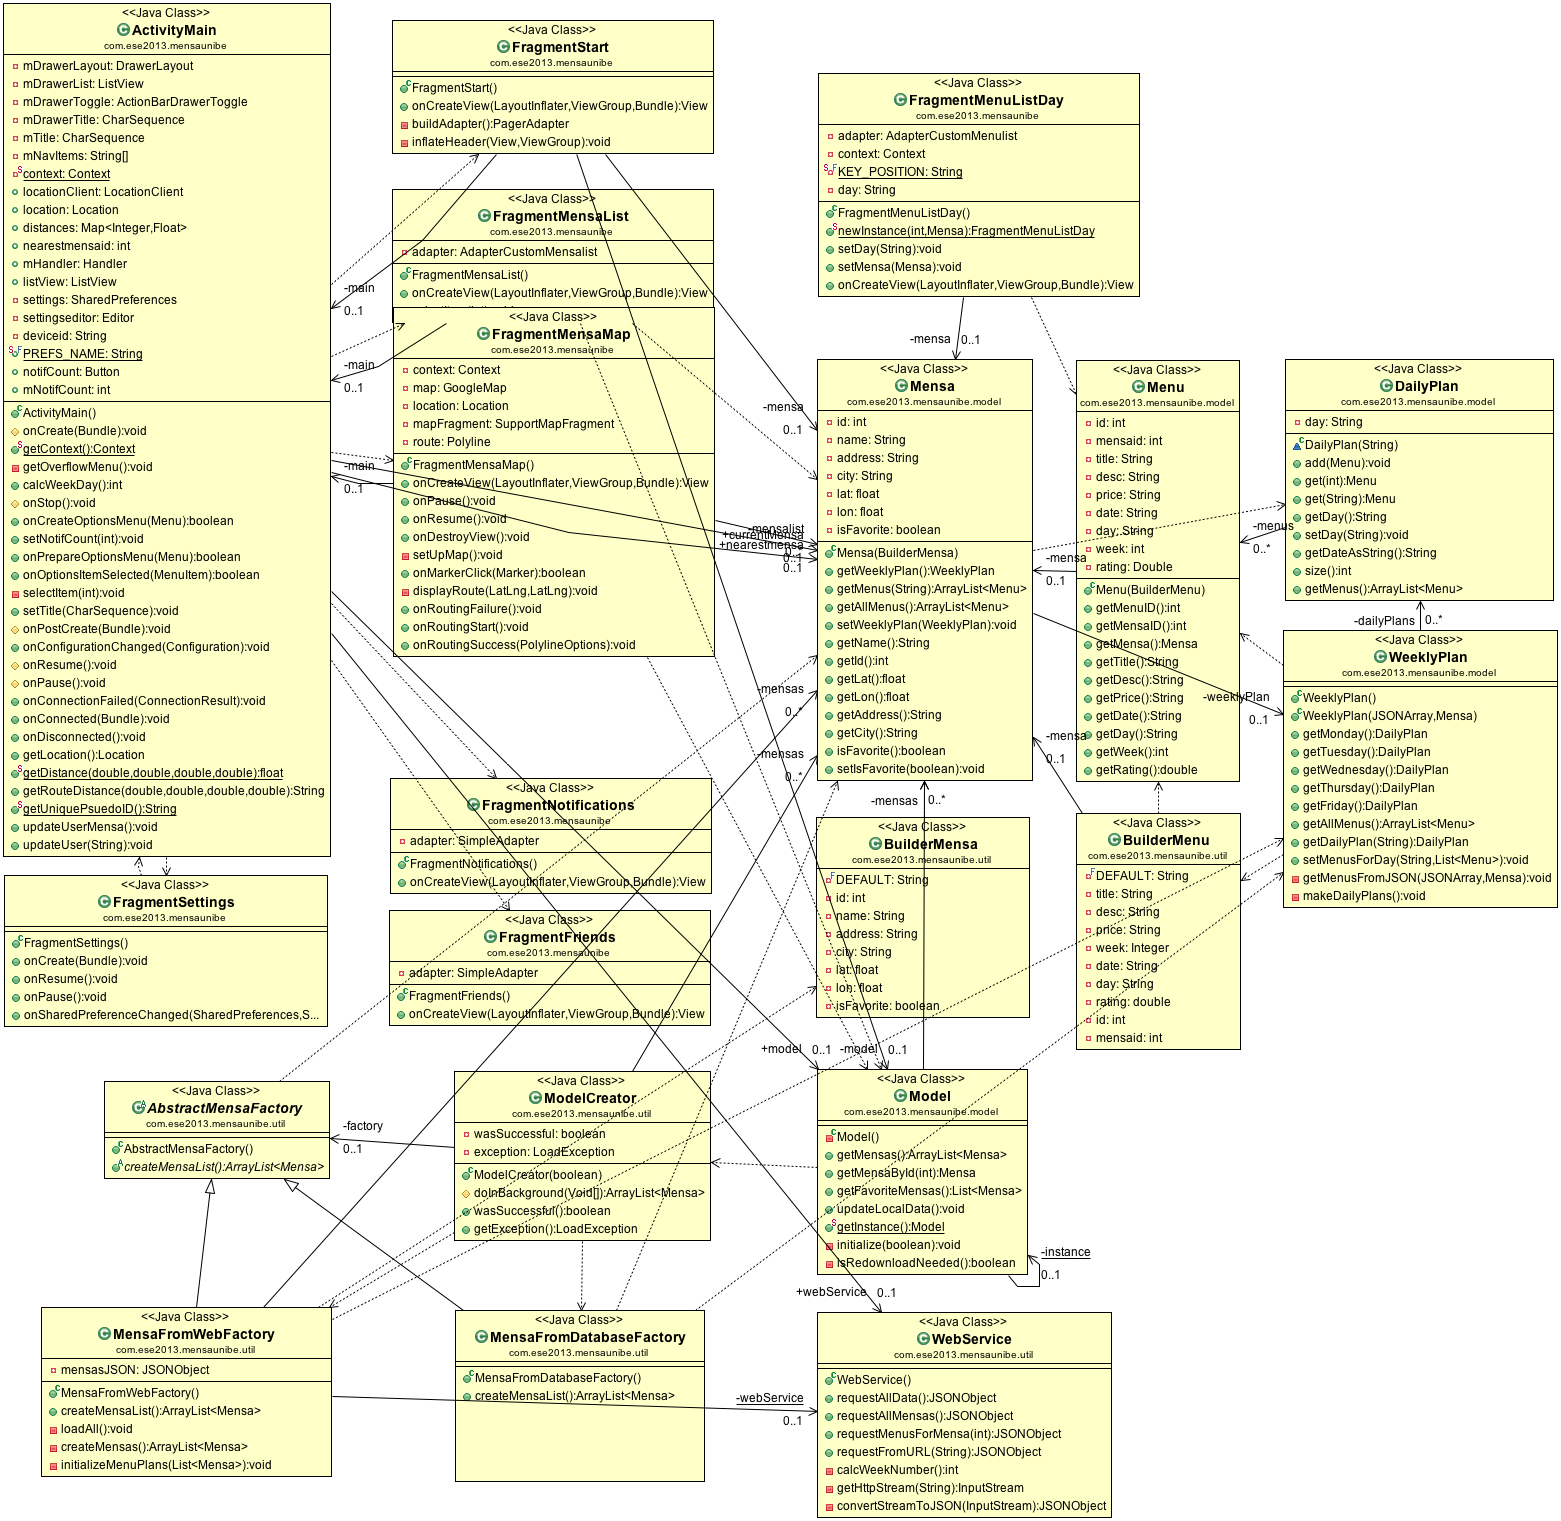 <<Java Class>>
ActivityMain
com.ese2013.mensaunibe
mDrawerLayout: DrawerLayout
mDrawerList: ListView
mDrawerToggle: ActionBarDrawerToggle
mDrawerTitle: CharSequence
mTitle: CharSequence
mNavItems: String[]
context: Context
locationClient: LocationClient
location: Location
distances: Map<Integer,Float>
nearestmensaid: int
mHandler: Handler
listView: ListView
settings: SharedPreferences
settingseditor: Editor
deviceid: String
PREFS_NAME: String
notifCount: Button
mNotifCount: int
ActivityMain()
onCreate(Bundle):void
getContext():Context
getOverflowMenu():void
calcWeekDay():int
onStop():void
onCreateOptionsMenu(Menu):boolean
setNotifCount(int):void
onPrepareOptionsMenu(Menu):boolean
onOptionsItemSelected(MenuItem):boolean
selectItem(int):void
setTitle(CharSequence):void
onPostCreate(Bundle):void
onConfigurationChanged(Configuration):void
onResume():void
onPause():void
onConnectionFailed(ConnectionResult):void
onConnected(Bundle):void
onDisconnected():void
getLocation():Location
getDistance(double,double,double,double):float
getRouteDistance(double,double,double,double):String
getUniquePsuedoID():String
updateUserMensa():void
updateUser(String):void
<<Java Class>>
FragmentSettings
com.ese2013.mensaunibe
FragmentSettings()
onCreate(Bundle):void
onResume():void
onPause():void
onSharedPreferenceChanged(SharedPreferences,S...
<<Java Class>>
FragmentStart
com.ese2013.mensaunibe
FragmentStart()
onCreateView(LayoutInflater,ViewGroup,Bundle):View
buildAdapter():PagerAdapter
inflateHeader(View,ViewGroup):void
<<Java Class>>
FragmentMensaList
com.ese2013.mensaunibe
adapter: AdapterCustomMensalist
FragmentMensaList()
onCreateView(LayoutInflater,ViewGroup,Bundle):View
<<Java Class>>
FragmentMensaMap
com.ese2013.mensaunibe
context: Context
map: GoogleMap
location: Location
mapFragment: SupportMapFragment
route: Polyline
FragmentMensaMap()
onCreateView(LayoutInflater,ViewGroup,Bundle):View
onPause():void
onResume():void
onDestroyView():void
setUpMap():void
onMarkerClick(Marker):boolean
displayRoute(LatLng,LatLng):void
onRoutingFailure():void
onRoutingStart():void
onRoutingSuccess(PolylineOptions):void
-main
0..1
-main
0..1
-main
0..1
<<Java Class>>
FragmentNotifications
com.ese2013.mensaunibe
adapter: SimpleAdapter
FragmentNotifications()
onCreateView(LayoutInflater,ViewGroup,Bundle):View
<<Java Class>>
FragmentFriends
com.ese2013.mensaunibe
adapter: SimpleAdapter
FragmentFriends()
onCreateView(LayoutInflater,ViewGroup,Bundle):View
<<Java Class>>
FragmentMenuListDay
com.ese2013.mensaunibe
adapter: AdapterCustomMenulist
context: Context
KEY_POSITION: String
day: String
FragmentMenuListDay()
newInstance(int,Mensa):FragmentMenuListDay
setDay(String):void
setMensa(Mensa):void
onCreateView(LayoutInflater,ViewGroup,Bundle):View
-mensa
0..1
-mensa
0..1
<<Java Class>>
Mensa
com.ese2013.mensaunibe.model
id: int
name: String
address: String
city: String
lat: float
lon: float
isFavorite: boolean
Mensa(BuilderMensa)
getWeeklyPlan():WeeklyPlan
getMenus(String):ArrayList<Menu>
getAllMenus():ArrayList<Menu>
setWeeklyPlan(WeeklyPlan):void
getName():String
getId():int
getLat():float
getLon():float
getAddress():String
getCity():String
isFavorite():boolean
setIsFavorite(boolean):void
-mensalist
+currentMensa
+nearestmensa
0..1
-mensas
0..*
-mensas
0..*
-mensas
0..*
<<Java Class>>
Menu
com.ese2013.mensaunibe.model
id: int
mensaid: int
title: String
desc: String
price: String
date: String
day: String
week: int
rating: Double
Menu(BuilderMenu)
getMenuID():int
getMensaID():int
getMensa():Mensa
getTitle():String
getDesc():String
getPrice():String
getDate():String
getDay():String
getWeek():int
getRating():double
-mensa
0..1
-mensa
0..1
<<Java Class>>
DailyPlan
com.ese2013.mensaunibe.model
day: String
DailyPlan(String)
add(Menu):void
get(int):Menu
get(String):Menu
getDay():String
setDay(String):void
getDateAsString():String
size():int
getMenus():ArrayList<Menu>
-menus
0..*
-dailyPlans
0..*
<<Java Class>>
WeeklyPlan
com.ese2013.mensaunibe.model
WeeklyPlan()
WeeklyPlan(JSONArray,Mensa)
getMonday():DailyPlan
getTuesday():DailyPlan
getWednesday():DailyPlan
getThursday():DailyPlan
getFriday():DailyPlan
getAllMenus():ArrayList<Menu>
getDailyPlan(String):DailyPlan
setMenusForDay(String,List<Menu>):void
getMenusFromJSON(JSONArray,Mensa):void
makeDailyPlans():void
-weeklyPlan
0..1
<<Java Class>>
BuilderMensa
com.ese2013.mensaunibe.util
DEFAULT: String
id: int
name: String
address: String
city: String
lat: float
lon: float
isFavorite: boolean
<<Java Class>>
BuilderMenu
com.ese2013.mensaunibe.util
DEFAULT: String
title: String
desc: String
price: String
week: Integer
date: String
day: String
rating: double
id: int
mensaid: int
+model
0..1
-model
0..1
<<Java Class>>
AbstractMensaFactory
com.ese2013.mensaunibe.util
AbstractMensaFactory()
createMensaList():ArrayList<Mensa>
-factory
0..1
<<Java Class>>
ModelCreator
com.ese2013.mensaunibe.util
wasSuccessful: boolean
exception: LoadException
ModelCreator(boolean)
doInBackground(Void[]):ArrayList<Mensa>
wasSuccessful():boolean
getException():LoadException
<<Java Class>>
Model
com.ese2013.mensaunibe.model
Model()
getMensas():ArrayList<Mensa>
getMensaById(int):Mensa
getFavoriteMensas():List<Mensa>
updateLocalData():void
getInstance():Model
initialize(boolean):void
isRedownloadNeeded():boolean
-instance
0..1
+webService
0..1
<<Java Class>>
MensaFromWebFactory
com.ese2013.mensaunibe.util
mensasJSON: JSONObject
MensaFromWebFactory()
createMensaList():ArrayList<Mensa>
loadAll():void
createMensas():ArrayList<Mensa>
initializeMenuPlans(List<Mensa>):void
<<Java Class>>
MensaFromDatabaseFactory
com.ese2013.mensaunibe.util
MensaFromDatabaseFactory()
createMensaList():ArrayList<Mensa>
-webService
0..1
<<Java Class>>
WebService
com.ese2013.mensaunibe.util
WebService()
requestAllData():JSONObject
requestAllMensas():JSONObject
requestMenusForMensa(int):JSONObject
requestFromURL(String):JSONObject
calcWeekNumber():int
getHttpStream(String):InputStream
convertStreamToJSON(InputStream):JSONObject